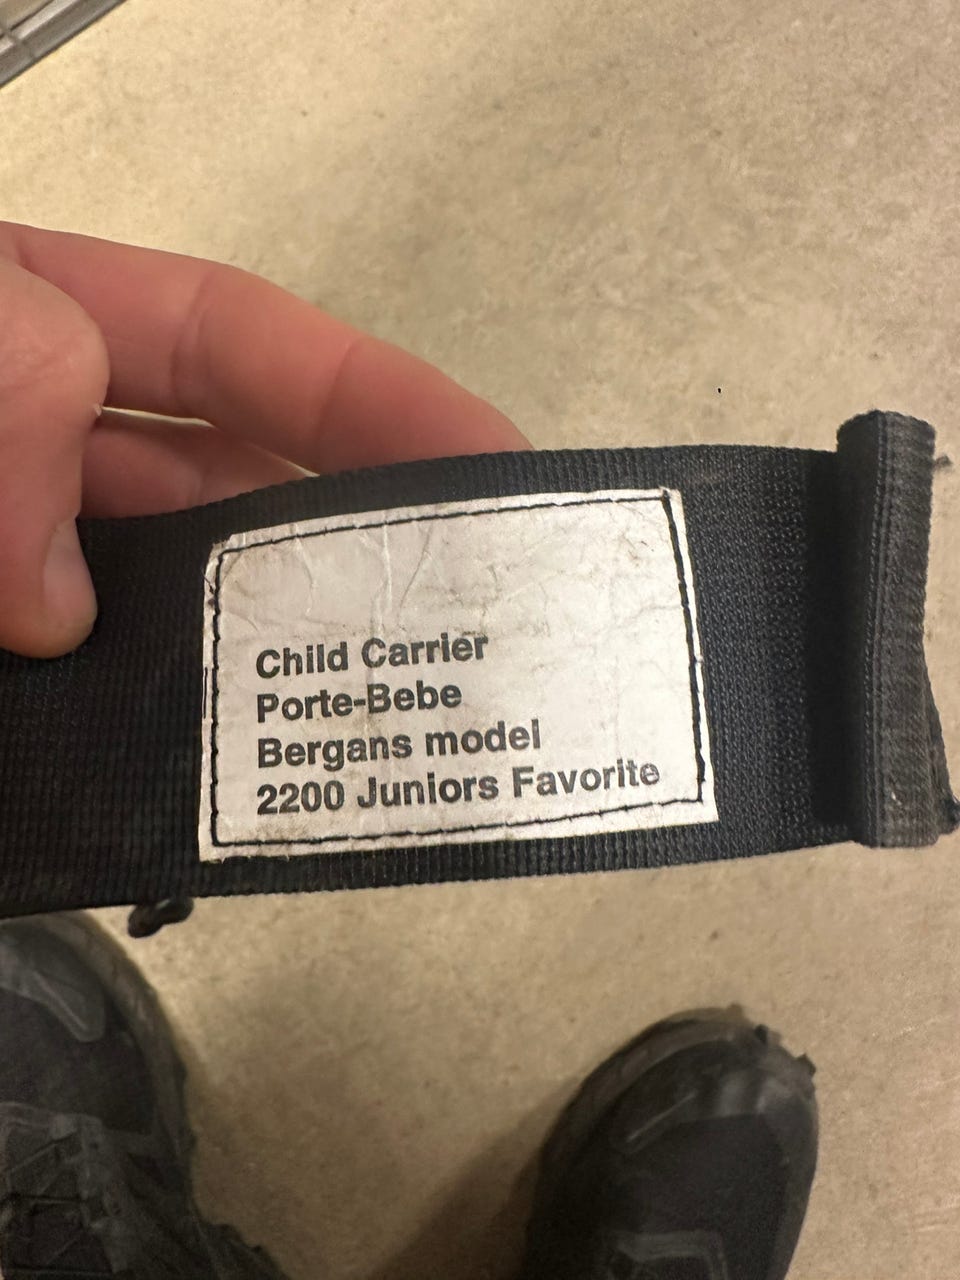 Child Carrier
Porte-Bebe
Bergans model
2200 Juniors Favorite